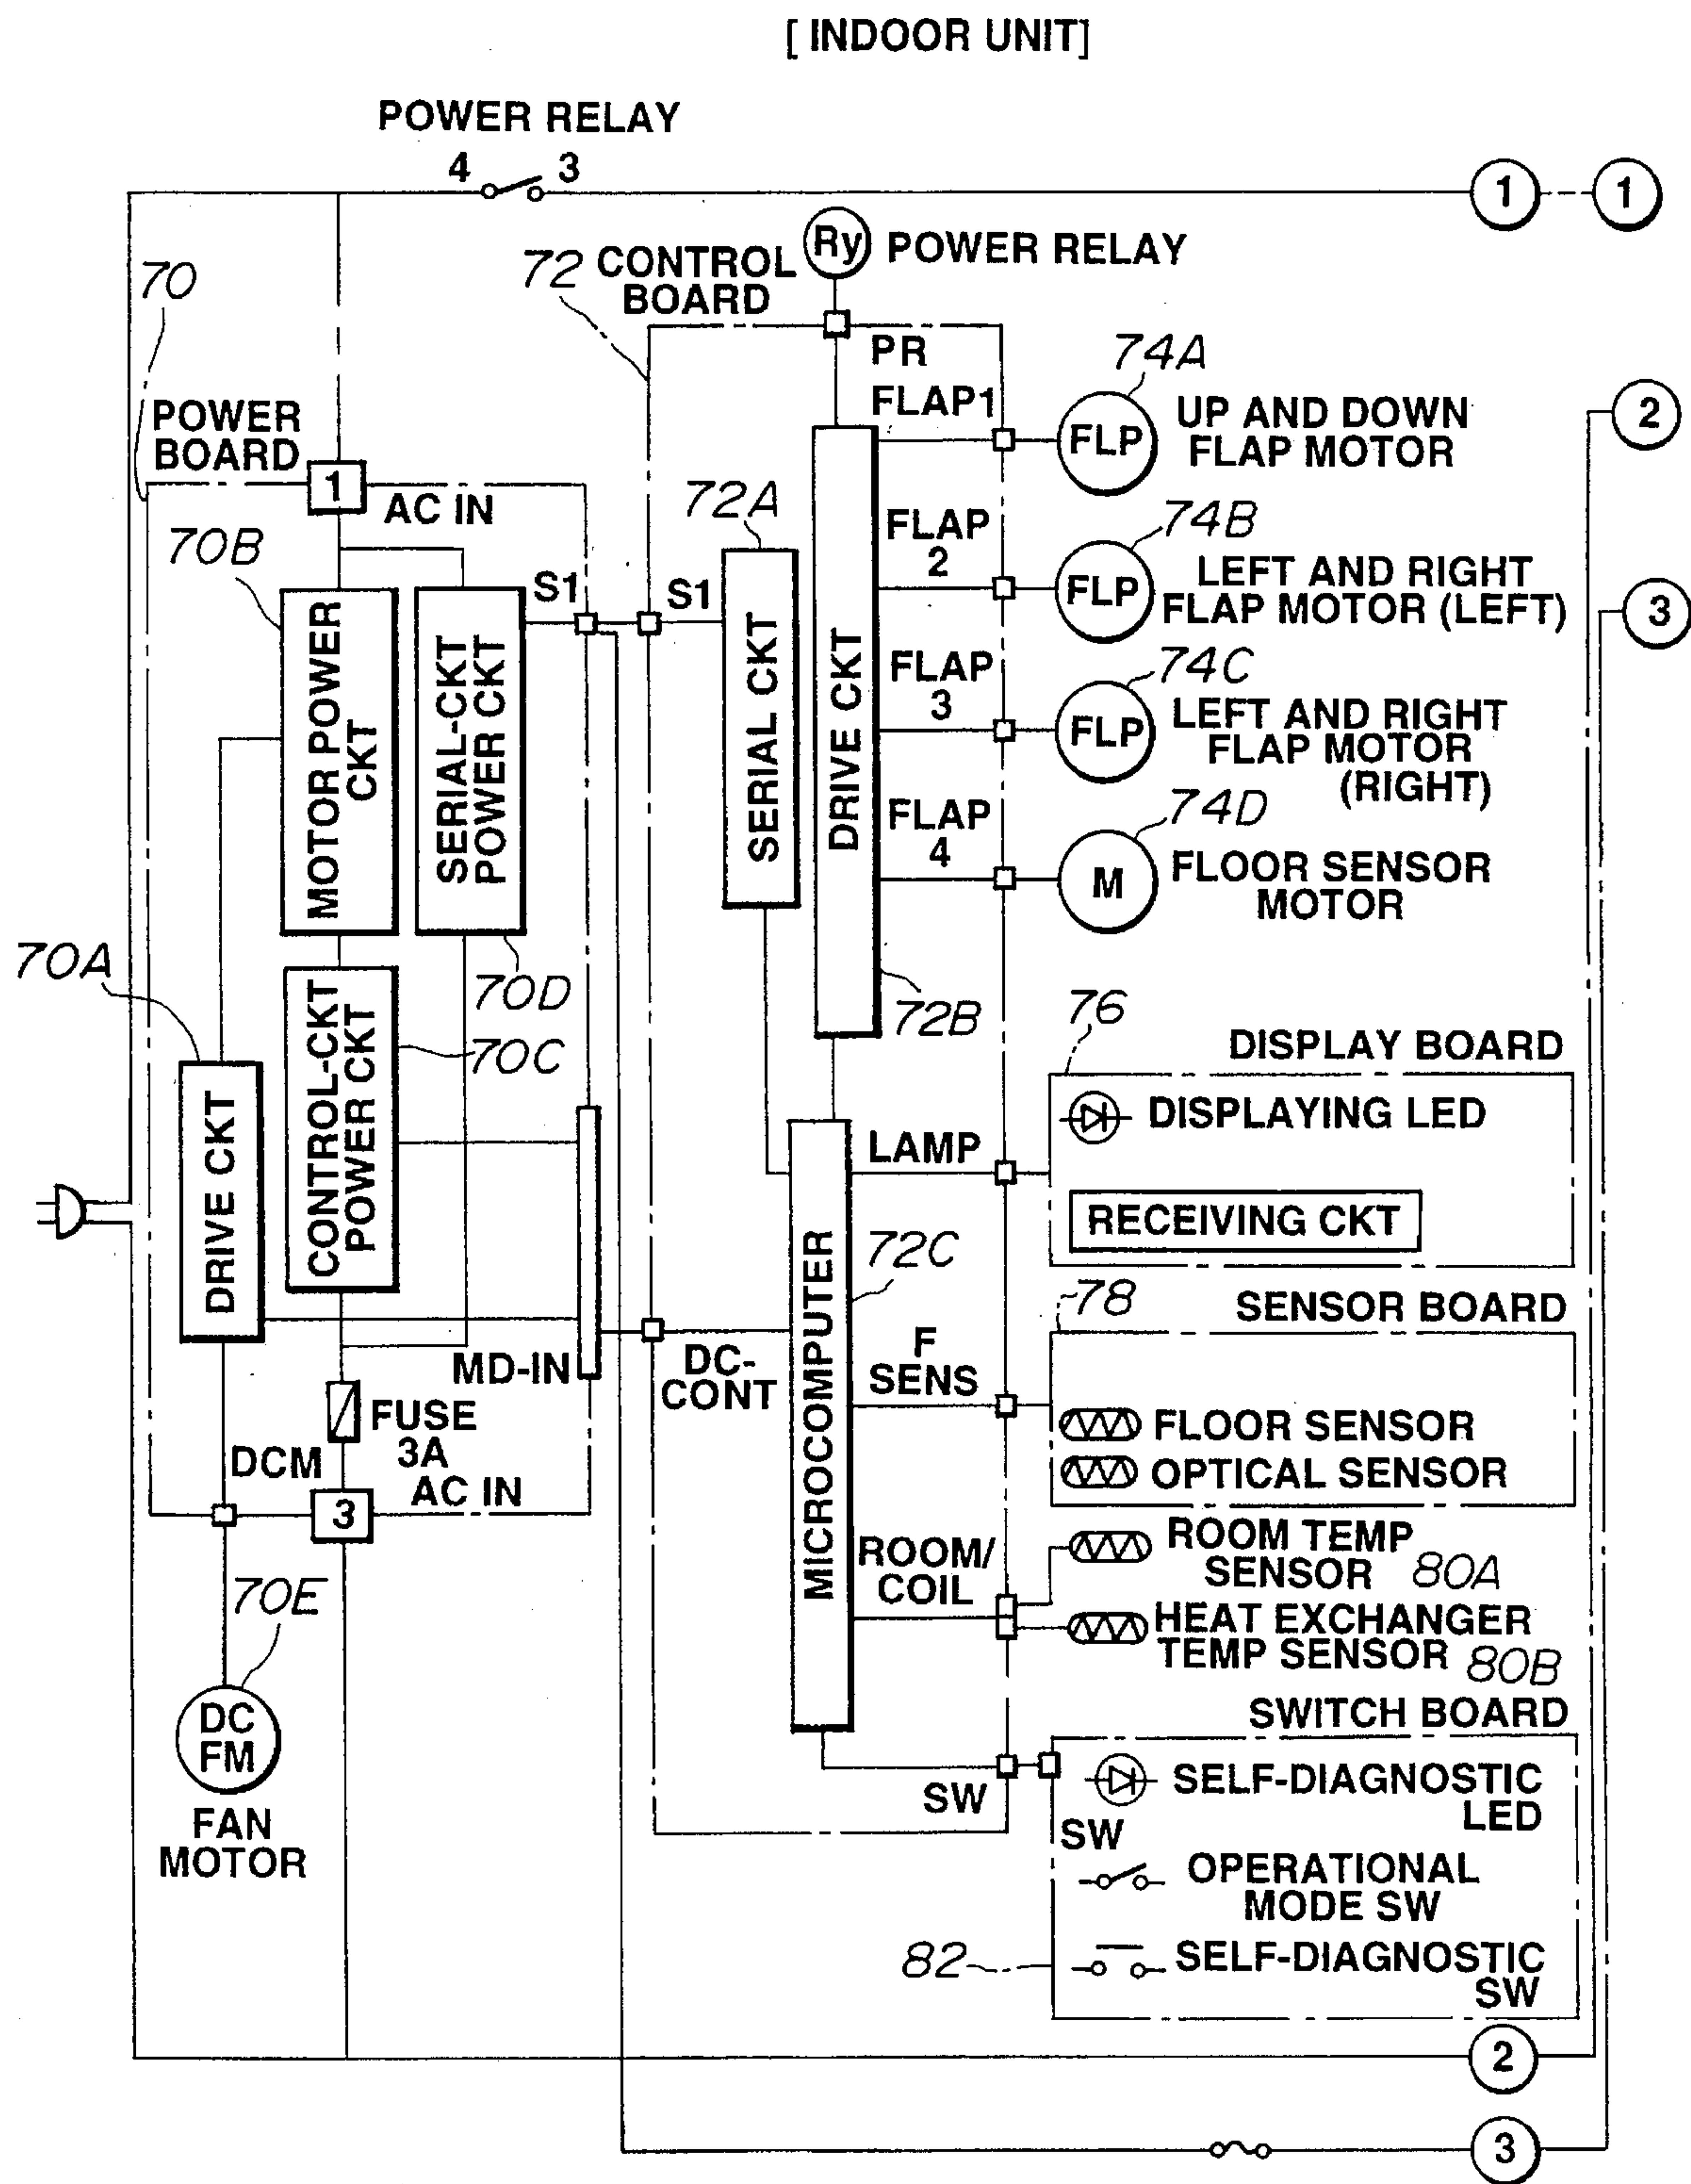 [ INDOOR UNIT]
POWER RELAY
4 3
1
1
Ry
POWER RELAY
70
72
CONTROL
BOARD
PR
POWER
BOARD
1
AC IN
FLAP1
74A
FLP
UP AND DOWN
FLAP MOTOR
2
70B
72A
FLAP
2
74B
FLP
LEFT AND RIGHT
FLAP MOTOR (LEFT)
3
S1
S1
MOTOR POWER
CKT
SERIAL-CKT
POWER CKT
SERIAL CKT
DRIVE CKT
FLAP
3
74C
FLP
LEFT AND RIGHT
FLAP MOTOR
(RIGHT)
FLAP
4
74D
M
FLOOR SENSOR
MOTOR
70A
70D
72B
70C
CONTROL-CKT
POWER CKT
DRIVE CKT
76
DISPLAY BOARD
DISPLAYING LED
RECEIVING CKT
LAMP
MICROCOMPUTER
72C
78
SENSOR BOARD
F
SENS
FLOOR SENSOR
OPTICAL SENSOR
MD-IN
DC-
CONT
FUSE
3A
DCM
AC IN
3
ROOM/
COIL
ROOM TEMP
SENSOR 80A
HEAT EXCHANGER
TEMP SENSOR 80B
70E
DC
FM
FAN
MOTOR
SWITCH BOARD
SW
SELF-DIAGNOSTIC
LED
SW
OPERATIONAL
MODE SW
82
SELF-DIAGNOSTIC
SW
2
3